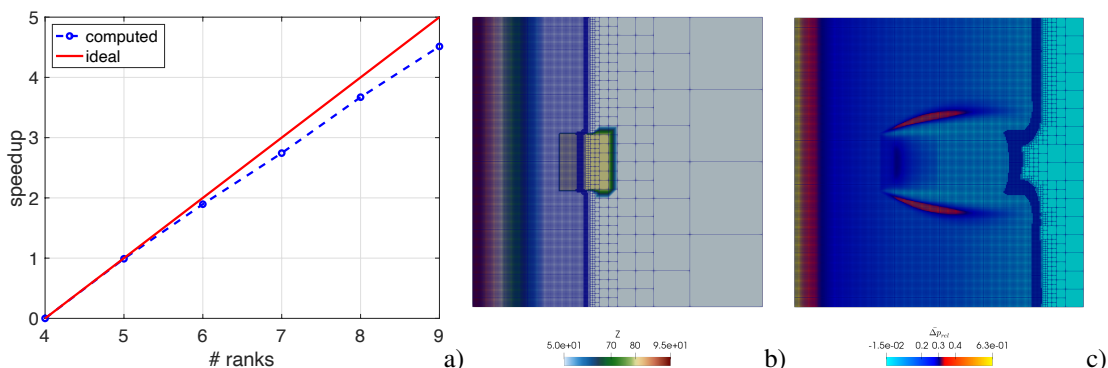 5
4
3
2
1
0
speedup
computed
ideal
4 5 6 7 8 9
# ranks
a)
Z
5.0e+01 70 80 9.5e+01
b)
Δ̄p_rel
-1.5e-02 0.2 0.3 0.4 6.3e-01
c)